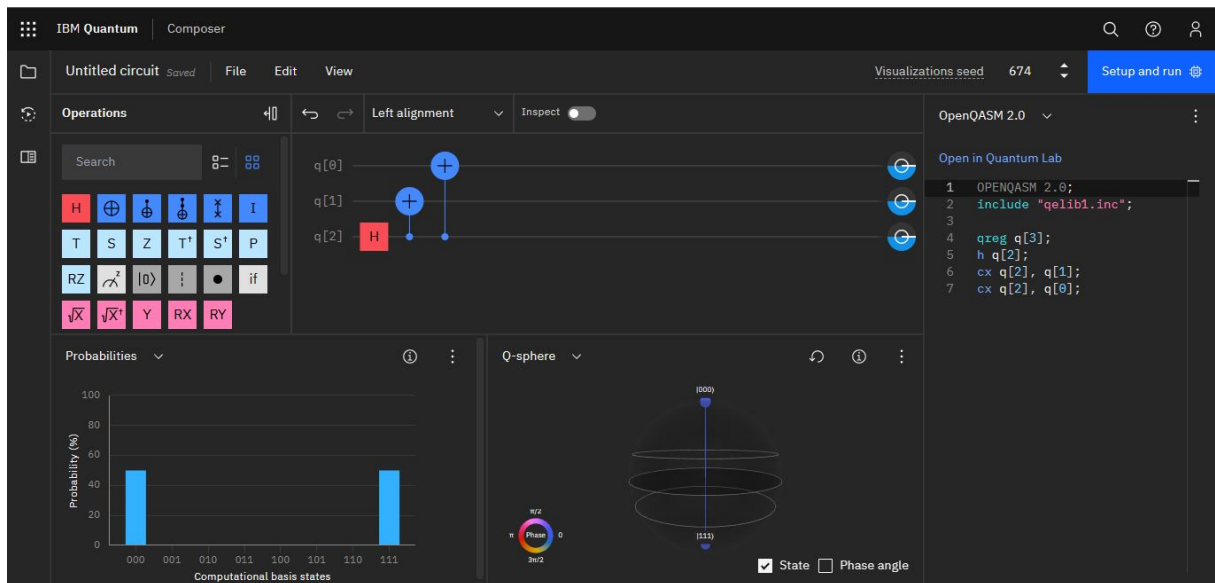 IBM Quantum Composer
Untitled circuit Saved File Edit View Visualizations seed 674 Setup and run
Operations Left alignment Inspect OpenQASM 2.0
Search
Open in Quantum Lab
H I
T S Z T† S† P
RZ z |0⟩ if
√X √X† Y RX RY
q[0] +
q[1] +
q[2] H
1 OPENQASM 2.0;
2 include "qelib1.inc";
3
4 qreg q[3];
5 h q[2];
6 cx q[2], q[1];
7 cx q[2], q[0];
Probabilities
100
80
60
40
20
0
Probability (%)
000 001 010 011 100 101 110 111
Computational basis states
Q-sphere
|000⟩
|111⟩
π/2
π Phase 0
3π/2
State Phase angle